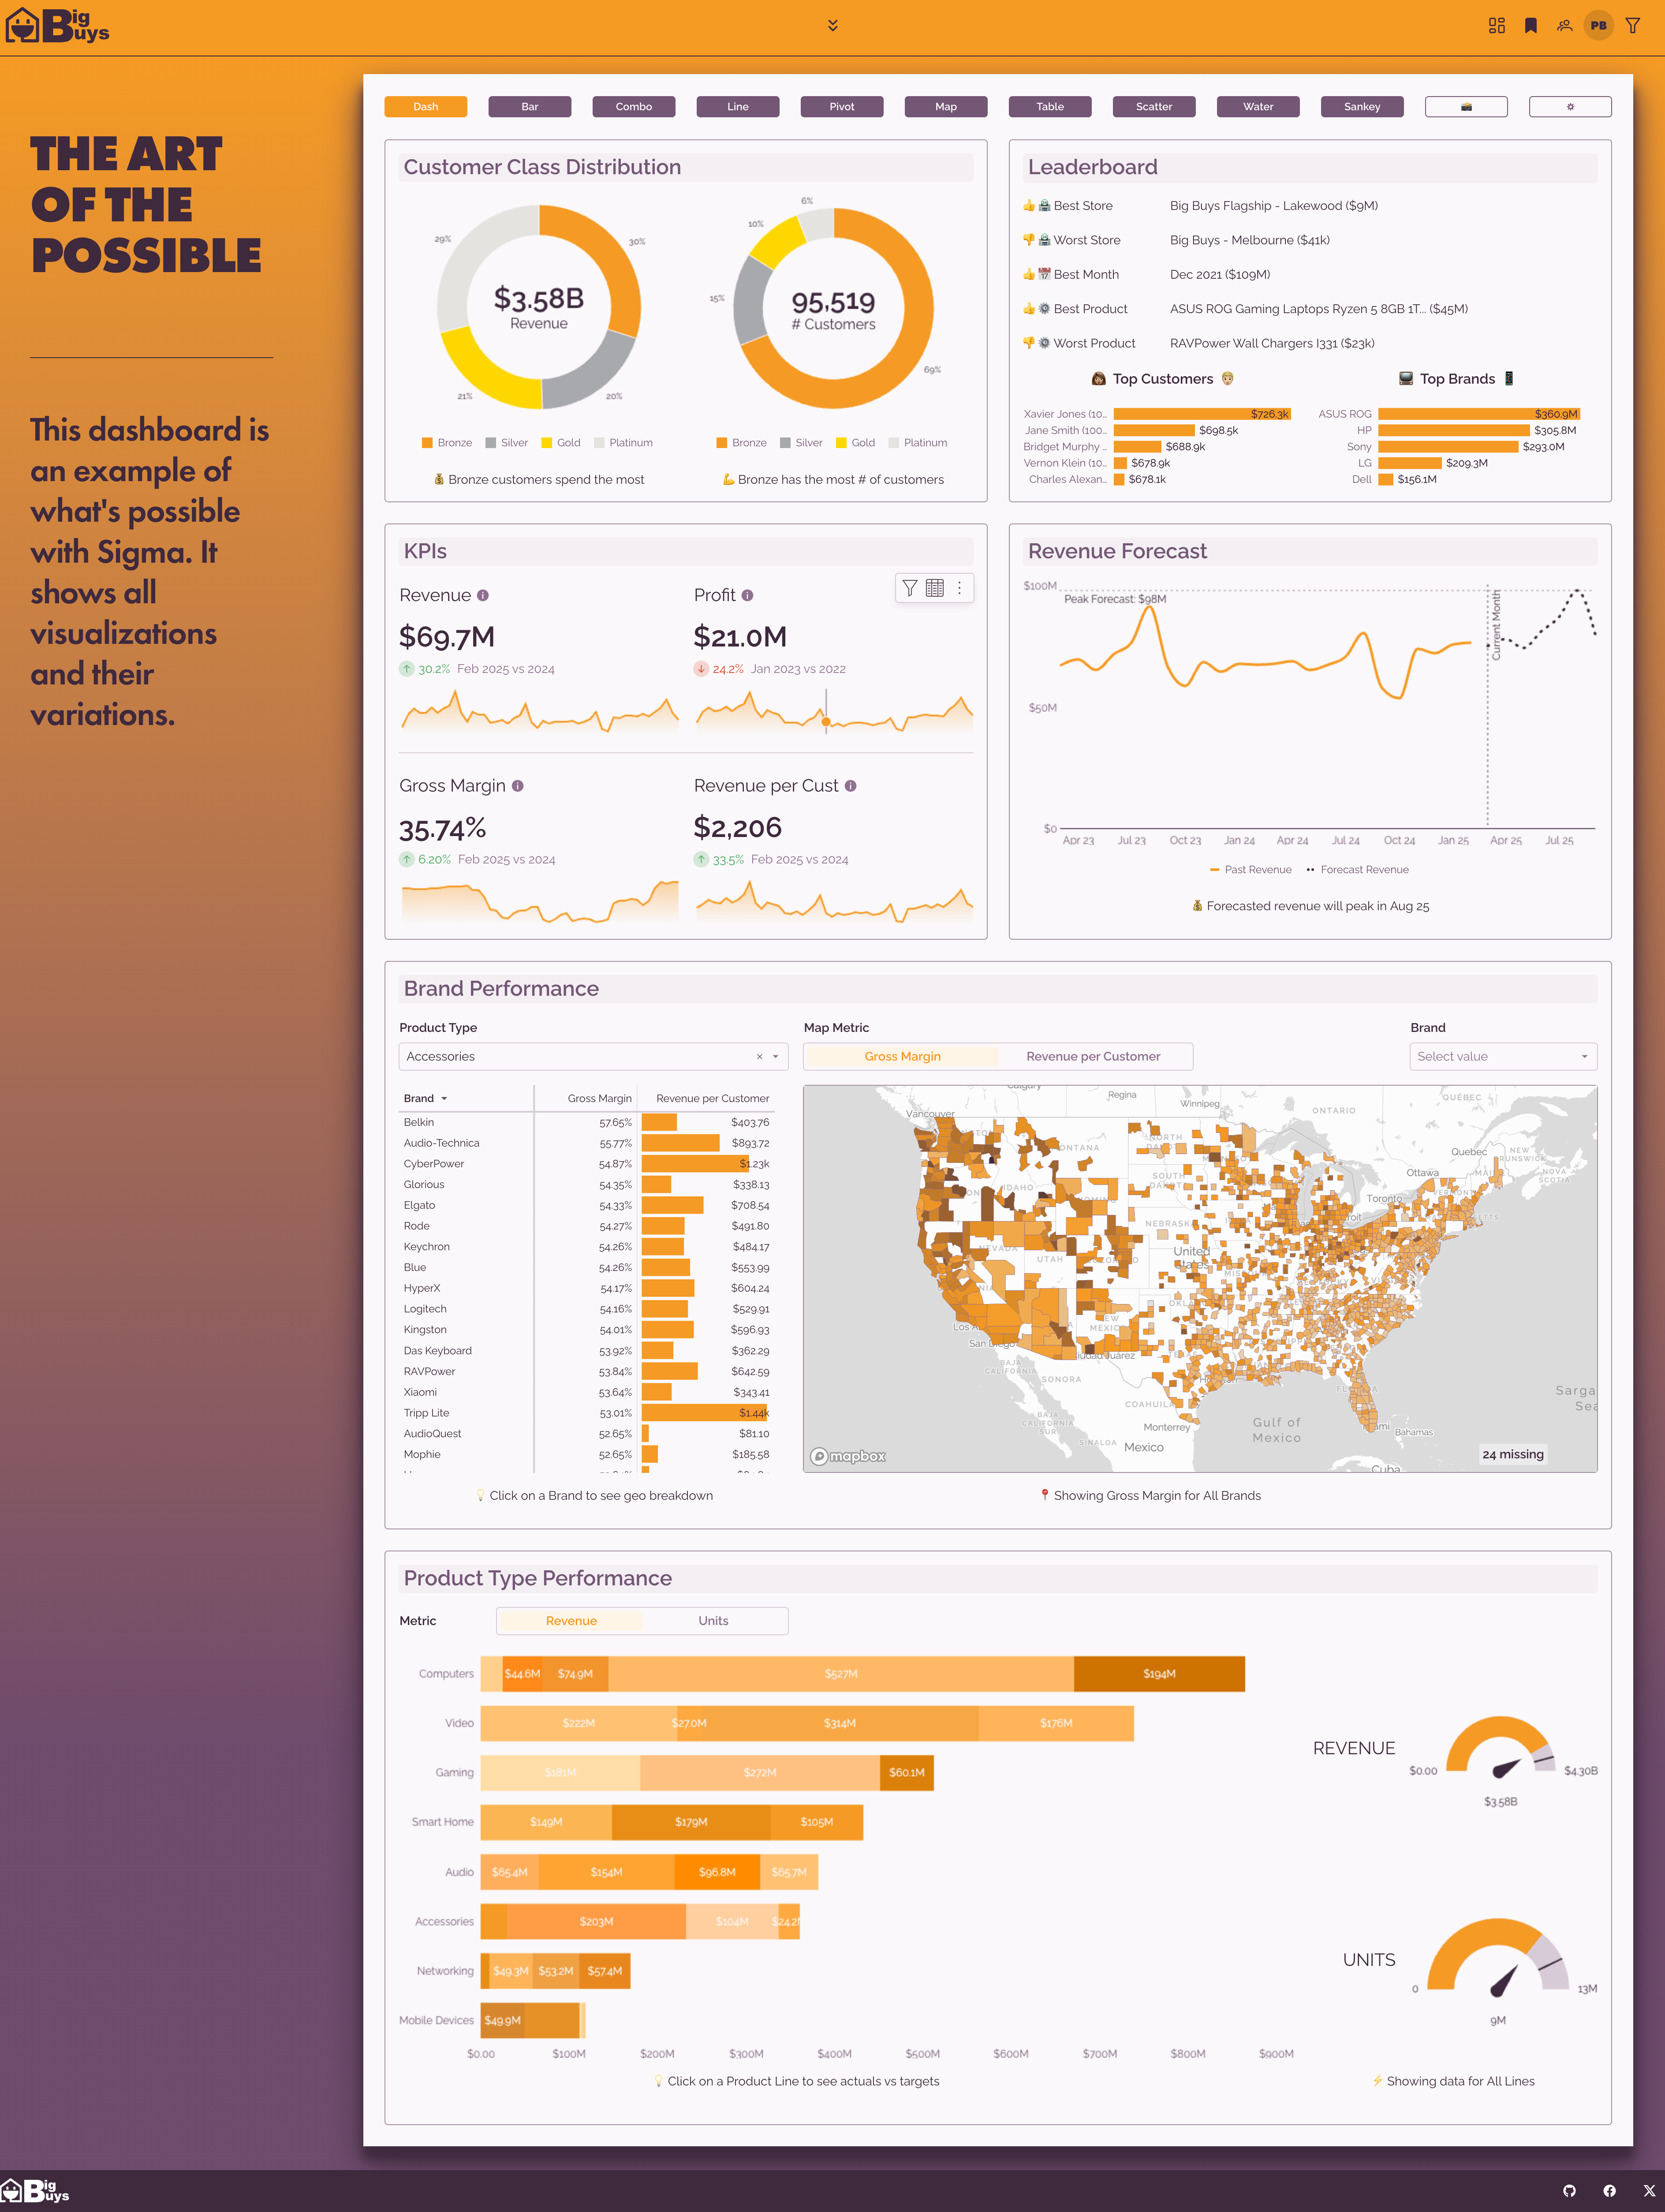 Big Buys
PB
THE ART
OF THE
POSSIBLE
This dashboard is
an example of
what's possible
with Sigma. It
shows all
visualizations
and their
variations.
Dash Bar Combo Line Pivot Map Table Scatter Water Sankey
Customer Class Distribution
29% 30% 21% 20%
$3.58B
Revenue
6% 10% 15% 69%
95,519
# Customers
Bronze Silver Gold Platinum
Bronze Silver Gold Platinum
💰 Bronze customers spend the most
💪 Bronze has the most # of customers
Leaderboard
Best Store Big Buys Flagship - Lakewood ($9M)
Worst Store Big Buys - Melbourne ($41k)
Best Month Dec 2021 ($109M)
Best Product ASUS ROG Gaming Laptops Ryzen 5 8GB 1T... ($45M)
Worst Product RAVPower Wall Chargers I331 ($23k)
Top Customers
Xavier Jones (10... $726.3k
Jane Smith (100... $698.5k
Bridget Murphy ... $688.9k
Vernon Klein (10... $678.9k
Charles Alexan... $678.1k
Top Brands
ASUS ROG $360.9M
HP $305.8M
Sony $293.0M
LG $209.3M
Dell $156.1M
KPIs
Revenue
$69.7M
30.2% Feb 2025 vs 2024
Profit
$21.0M
24.2% Jan 2023 vs 2022
Gross Margin
35.74%
6.20% Feb 2025 vs 2024
Revenue per Cust
$2,206
33.5% Feb 2025 vs 2024
Revenue Forecast
$100M
Peak Forecast: $98M
Current Month
$50M
$0
Apr 23 Jul 23 Oct 23 Jan 24 Apr 24 Jul 24 Oct 24 Jan 25 Apr 25 Jul 25
Past Revenue Forecast Revenue
💰 Forecasted revenue will peak in Aug 25
Brand Performance
Product Type
Accessories
Map Metric
Gross Margin Revenue per Customer
Brand
Select value
Brand Gross Margin Revenue per Customer
Belkin 57.65% $403.76
Audio-Technica 55.77% $893.72
CyberPower 54.87% $1.23k
Glorious 54.35% $338.13
Elgato 54.33% $708.54
Rode 54.27% $491.80
Keychron 54.26% $484.17
Blue 54.26% $553.99
HyperX 54.17% $604.24
Logitech 54.16% $529.91
Kingston 54.01% $596.93
Das Keyboard 53.92% $362.29
RAVPower 53.84% $642.59
Xiaomi 53.64% $343.41
Tripp Lite 53.01% $1.44k
AudioQuest 52.65% $81.10
Mophie 52.65% $185.58
Vancouver
Regina
Winnipeg
ONTARIO
QUÉBEC
Quebec
Ottawa
Toronto
NOVA
SCOTIA
IDAHO
SOUTH
NEBRASKA
NEVADA
UTAH
United
States
NEW
MEXICO
BAJA
CALIFORNIA
SONORA
COAHUILA
BAJA
CALIFORNIA
SUR
SINALOA
Monterrey
Mexico
Gulf of
Mexico
Bahamas
Cuba
mapbox
24 missing
💡 Click on a Brand to see geo breakdown
📍 Showing Gross Margin for All Brands
Product Type Performance
Metric
Revenue Units
Computers $44.6M $74.9M $527M $194M
Video $222M $27.0M $314M $176M
Gaming $181M $272M $60.1M
Smart Home $149M $179M $105M
Audio $65.4M $154M $96.8M $65.7M
Accessories $203M $104M
Networking $49.3M $53.2M $57.4M
Mobile Devices $49.9M
$0.00 $100M $200M $300M $400M $500M $600M $700M $800M $900M
REVENUE
$0.00 $4.30B
$3.58B
UNITS
0 13M
9M
💡 Click on a Product Line to see actuals vs targets
⚡ Showing data for All Lines
Big Buys